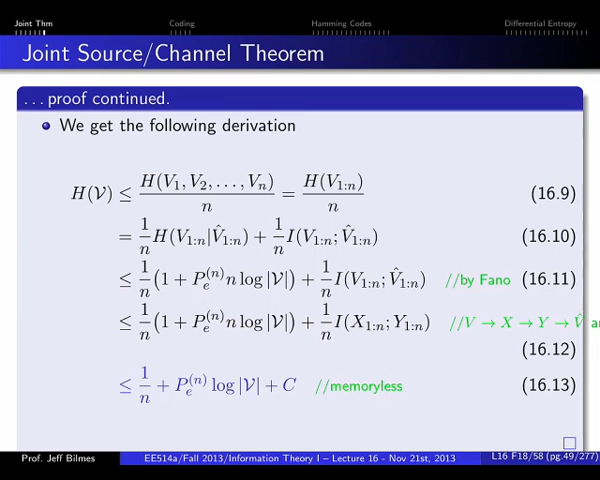 Joint Thm Coding Hamming Codes Differential Entropy
Joint Source/Channel Theorem
. . . proof continued.
We get the following derivation
H(𝒱) ≤ H(V₁, V₂, . . . , Vₙ)/n = H(V₁:ₙ)/n (16.9)
= 1/n H(V₁:ₙ|V̂₁:ₙ) + 1/n I(V₁:ₙ; V̂₁:ₙ) (16.10)
≤ 1/n (1 + Pₑ⁽ⁿ⁾ n log |𝒱|) + 1/n I(V₁:ₙ; V̂₁:ₙ) //by Fano (16.11)
≤ 1/n (1 + Pₑ⁽ⁿ⁾ n log |𝒱|) + 1/n I(X₁:ₙ; Y₁:ₙ) //V → X → Y → V̂ an
(16.12)
≤ 1/n + Pₑ⁽ⁿ⁾ log |𝒱| + C //memoryless (16.13)
Prof. Jeff Bilmes EE514a/Fall 2013/Information Theory I – Lecture 16 - Nov 21st, 2013 L16 F18/58 (pg.49/277)